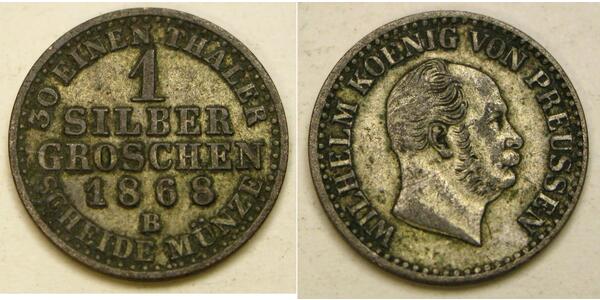 30 EINEN THALER
1
SILBER
GROSCHEN
1868
B
SCHEIDE MÜNZE
WILHELM KOENIG VON PREUSSEN